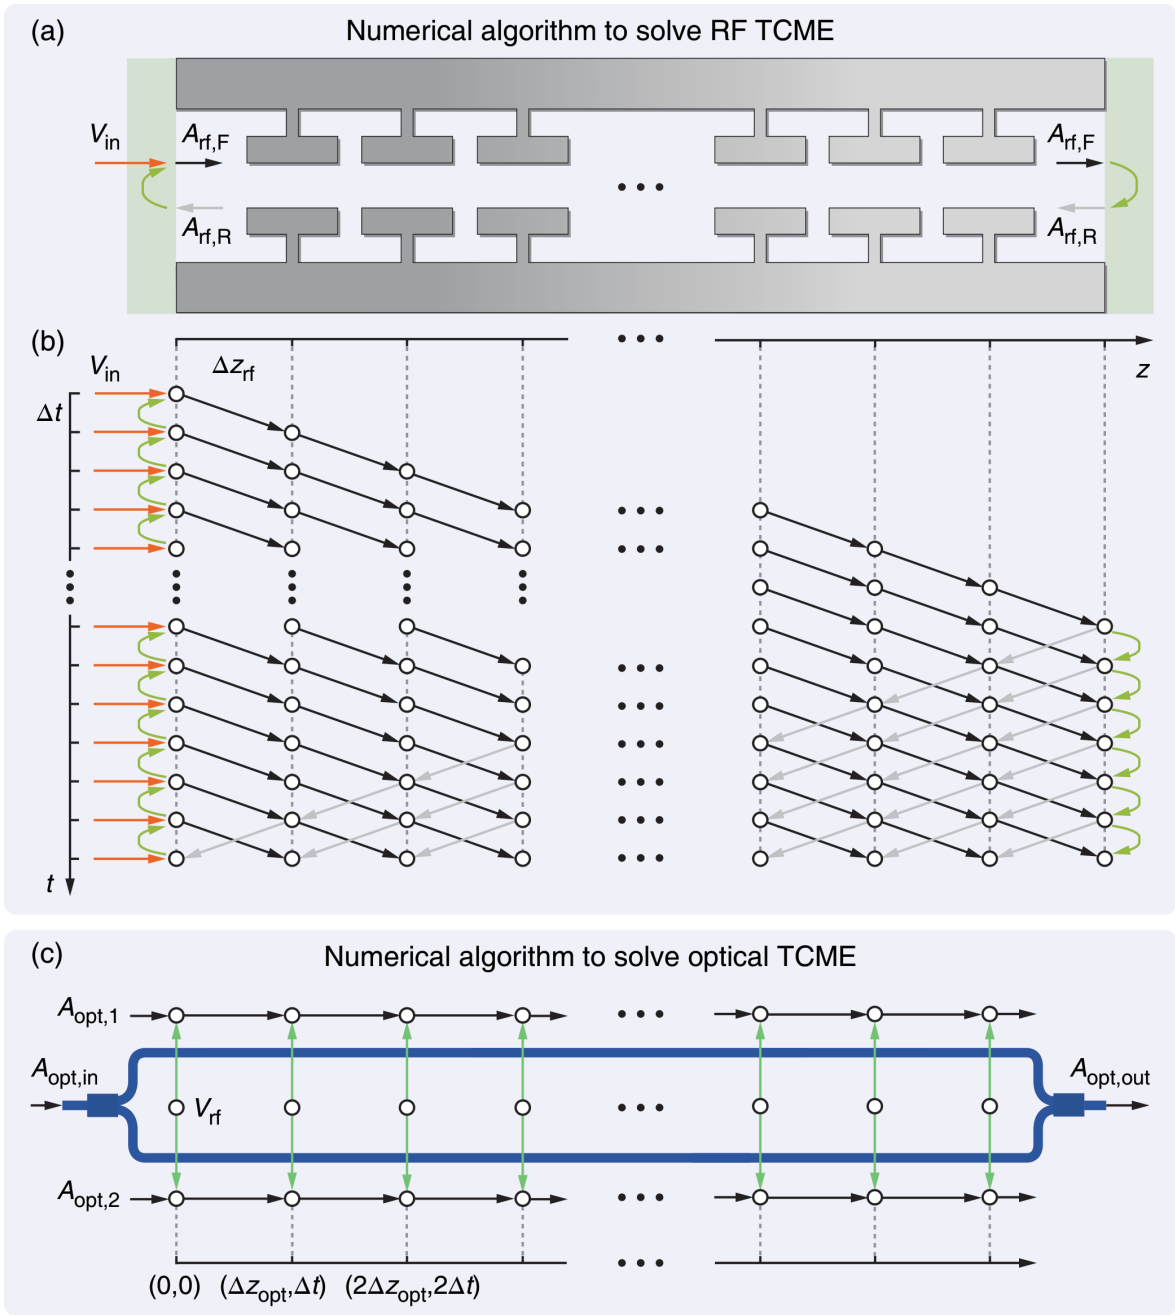 (a) Numerical algorithm to solve RF TCME
V_in A_rf,F A_rf,F
A_rf,R A_rf,R
(b)
V_in Δz_rf z
Δt
t
(c) Numerical algorithm to solve optical TCME
A_opt,1
A_opt,in A_opt,out
V_rf
A_opt,2
(0,0) (Δz_opt,Δt) (2Δz_opt,2Δt)